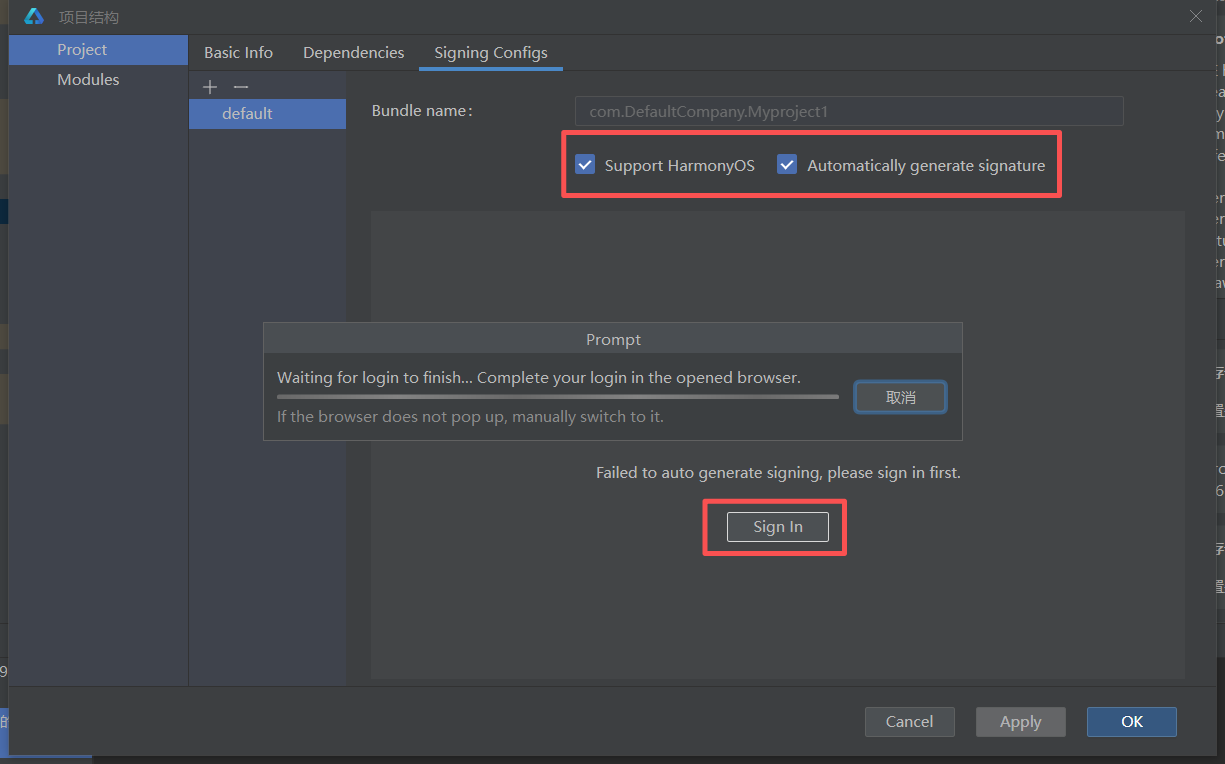 项目结构
Project
Modules
Basic Info Dependencies Signing Configs
default
Bundle name:
com.DefaultCompany.Myproject1
Support HarmonyOS Automatically generate signature
Prompt
Waiting for login to finish... Complete your login in the opened browser.
取消
If the browser does not pop up, manually switch to it.
Failed to auto generate signing, please sign in first.
Sign In
Cancel Apply OK